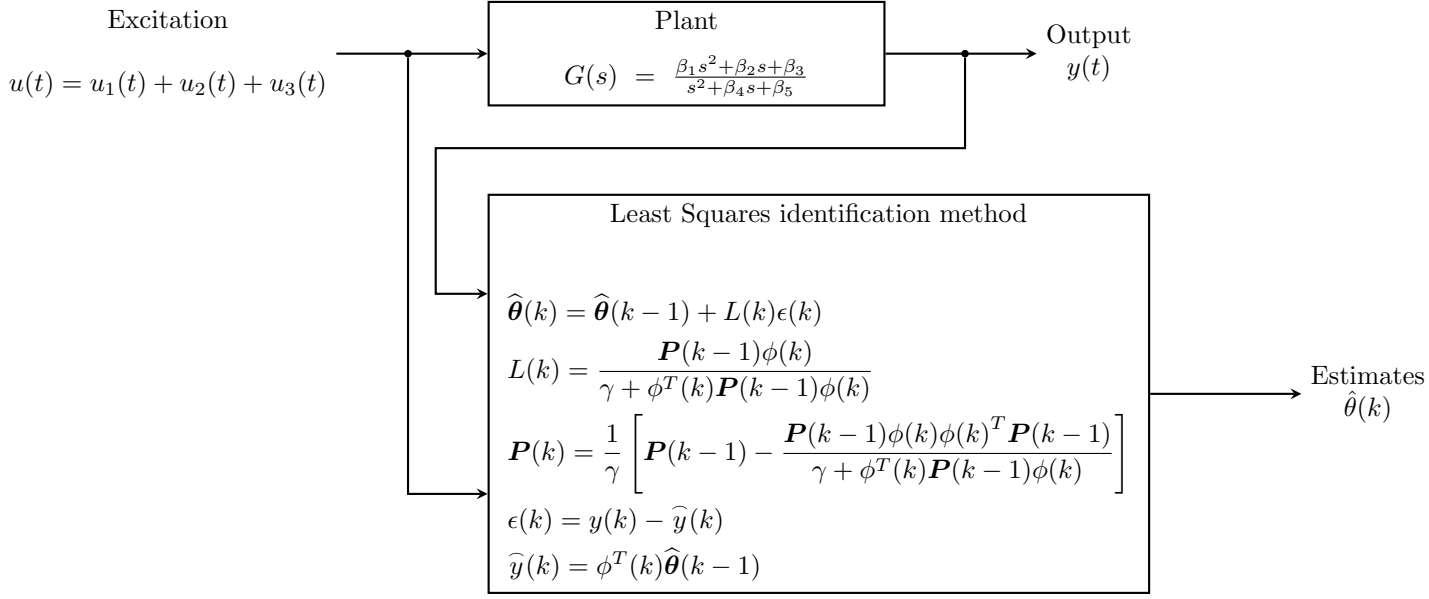 Excitation
$u(t) = u_1(t) + u_2(t) + u_3(t)$
Plant
$G(s) = \frac{\beta_1 s^2+\beta_2 s+\beta_3}{s^2+\beta_4 s+\beta_5}$
Output
$y(t)$
Least Squares identification method
$\widehat{\boldsymbol{\theta}}(k) = \widehat{\boldsymbol{\theta}}(k-1) + L(k)\epsilon(k)$
$L(k) = \frac{\boldsymbol{P}(k-1)\phi(k)}{\gamma + \phi^T(k)\boldsymbol{P}(k-1)\phi(k)}$
$\boldsymbol{P}(k) = \frac{1}{\gamma}\left[\boldsymbol{P}(k-1) - \frac{\boldsymbol{P}(k-1)\phi(k)\phi(k)^T\boldsymbol{P}(k-1)}{\gamma + \phi^T(k)\boldsymbol{P}(k-1)\phi(k)}\right]$
$\epsilon(k) = y(k) - \widehat{y}(k)$
$\widehat{y}(k) = \phi^T(k)\widehat{\boldsymbol{\theta}}(k-1)$
Estimates
$\hat{\theta}(k)$